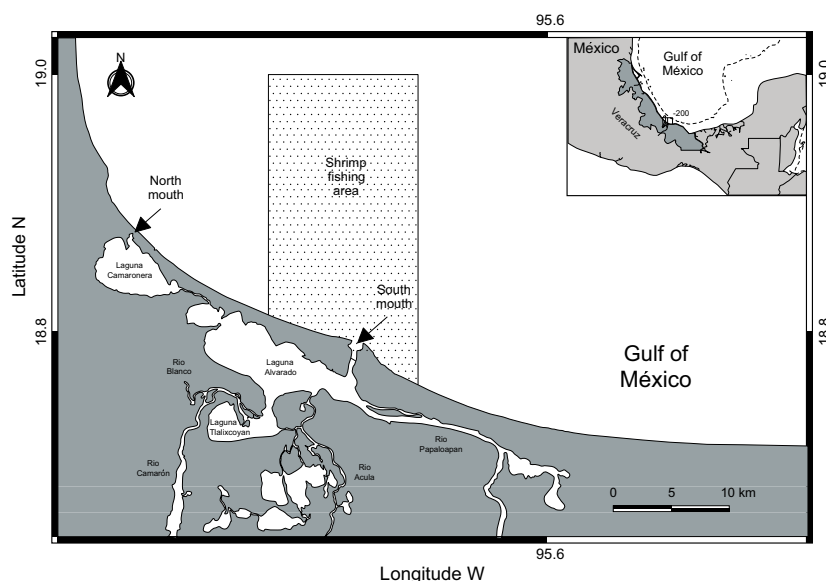 95.6
19.0
19.0
N
México
Gulf of
México
-200
Veracruz
Shrimp
fishing
area
North
mouth
Laguna
Camaronera
South
mouth
Latitude N
18.8
18.8
Gulf of
México
Rio
Blanco
Laguna
Alvarado
Laguna
Tlalixcoyan
Rio
Papaloapan
Rio
Camarón
Rio
Acula
0 5 10 km
95.6
Longitude W